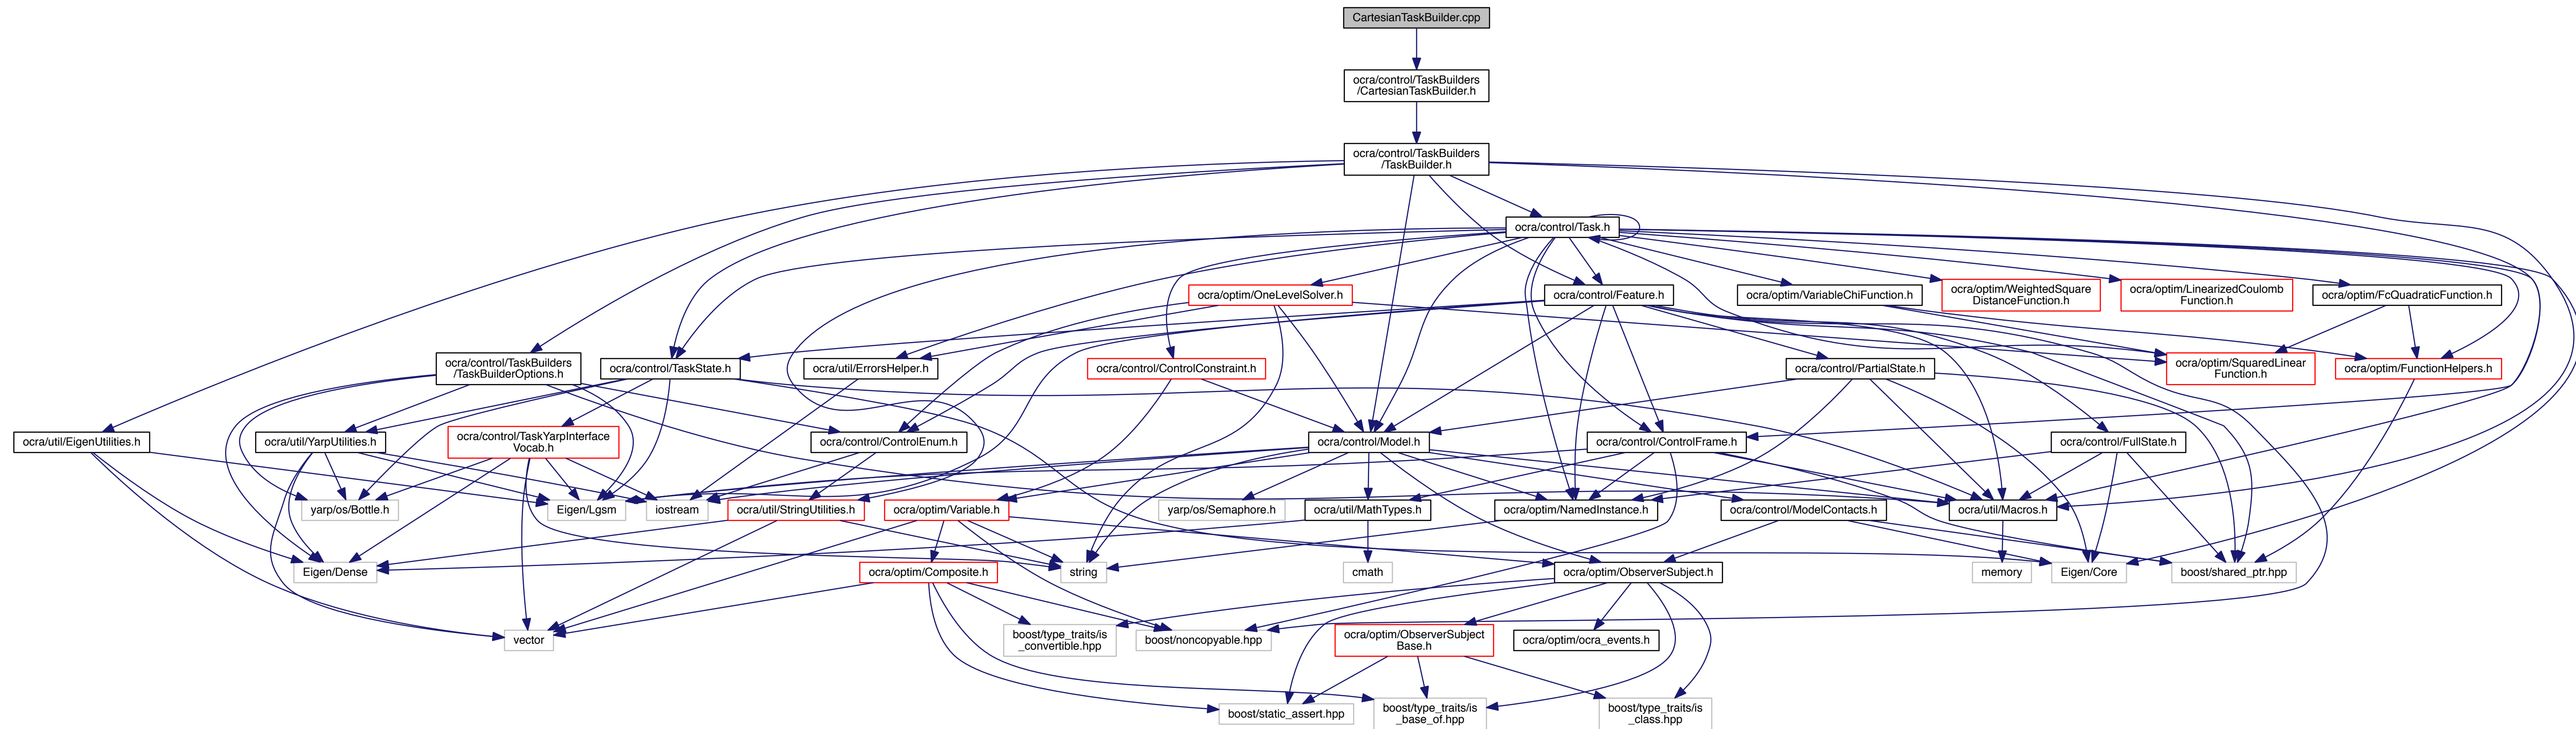 CartesianTaskBuilder.cpp
ocra/control/TaskBuilders
/CartesianTaskBuilder.h
ocra/control/TaskBuilders
/TaskBuilder.h
ocra/control/Task.h
ocra/optim/OneLevelSolver.h
ocra/control/Feature.h
ocra/optim/VariableChiFunction.h
ocra/optim/WeightedSquare
DistanceFunction.h
ocra/optim/LinearizedCoulomb
Function.h
ocra/optim/FcQuadraticFunction.h
ocra/control/TaskBuilders
/TaskBuilderOptions.h
ocra/control/TaskState.h
ocra/util/ErrorsHelper.h
ocra/control/ControlConstraint.h
ocra/control/PartialState.h
ocra/optim/SquaredLinear
Function.h
ocra/optim/FunctionHelpers.h
ocra/util/EigenUtilities.h
ocra/util/YarpUtilities.h
ocra/control/TaskYarpInterface
Vocab.h
ocra/control/ControlEnum.h
ocra/control/Model.h
ocra/control/ControlFrame.h
ocra/control/FullState.h
yarp/os/Bottle.h
Eigen/Lgsm
iostream
ocra/util/StringUtilities.h
ocra/optim/Variable.h
yarp/os/Semaphore.h
ocra/util/MathTypes.h
ocra/optim/NamedInstance.h
ocra/control/ModelContacts.h
ocra/util/Macros.h
Eigen/Dense
ocra/optim/Composite.h
string
cmath
ocra/optim/ObserverSubject.h
memory
Eigen/Core
boost/shared_ptr.hpp
vector
boost/type_traits/is
_convertible.hpp
boost/noncopyable.hpp
ocra/optim/ObserverSubject
Base.h
ocra/optim/ocra_events.h
boost/static_assert.hpp
boost/type_traits/is
_base_of.hpp
boost/type_traits/is
_class.hpp